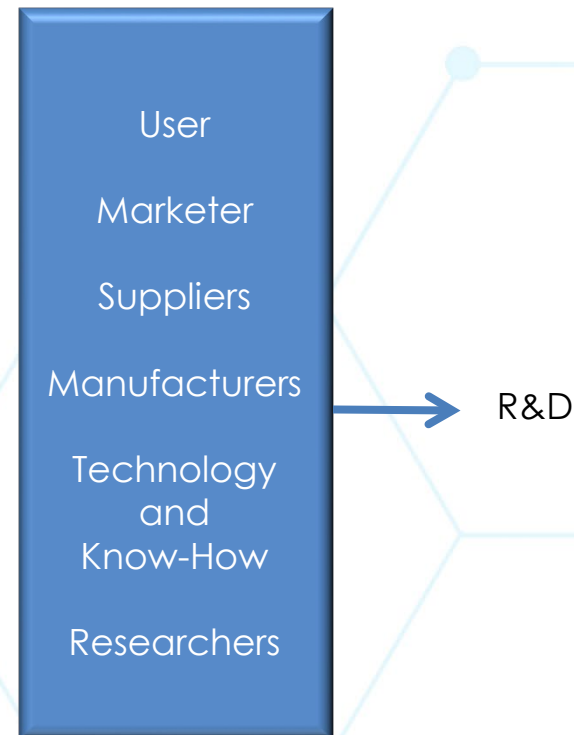 User
Marketer
Suppliers
Manufacturers
R&D
Technology
and
Know-How
Researchers